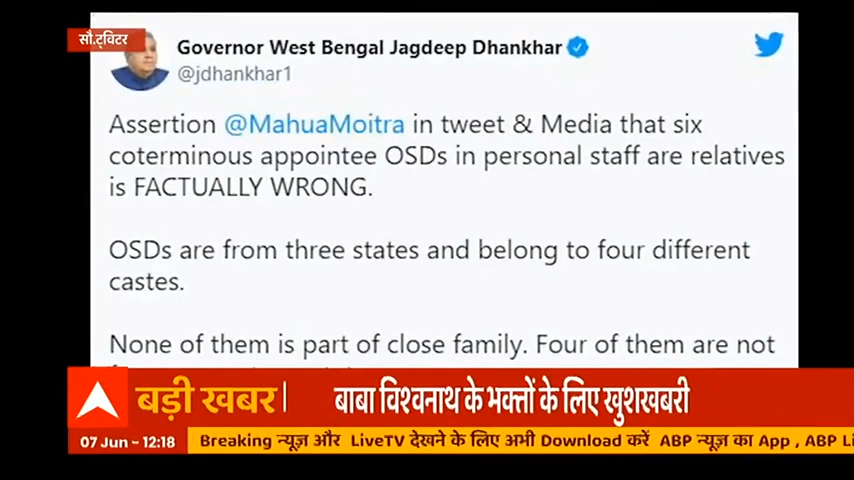 सौ.ट्विटर
Governor West Bengal Jagdeep Dhankhar
@jdhankhar1
Assertion @MahuaMoitra in tweet & Media that six
coterminous appointee OSDs in personal staff are relatives
is FACTUALLY WRONG.
OSDs are from three states and belong to four different
castes.
None of them is part of close family. Four of them are not
बड़ी खबर
बाबा विश्वनाथ के भक्तों के लिए खुशखबरी
07 Jun - 12:18
Breaking न्यूज़ और LiveTV देखने के लिए अभी Download करें ABP न्यूज़ का App , ABP Li